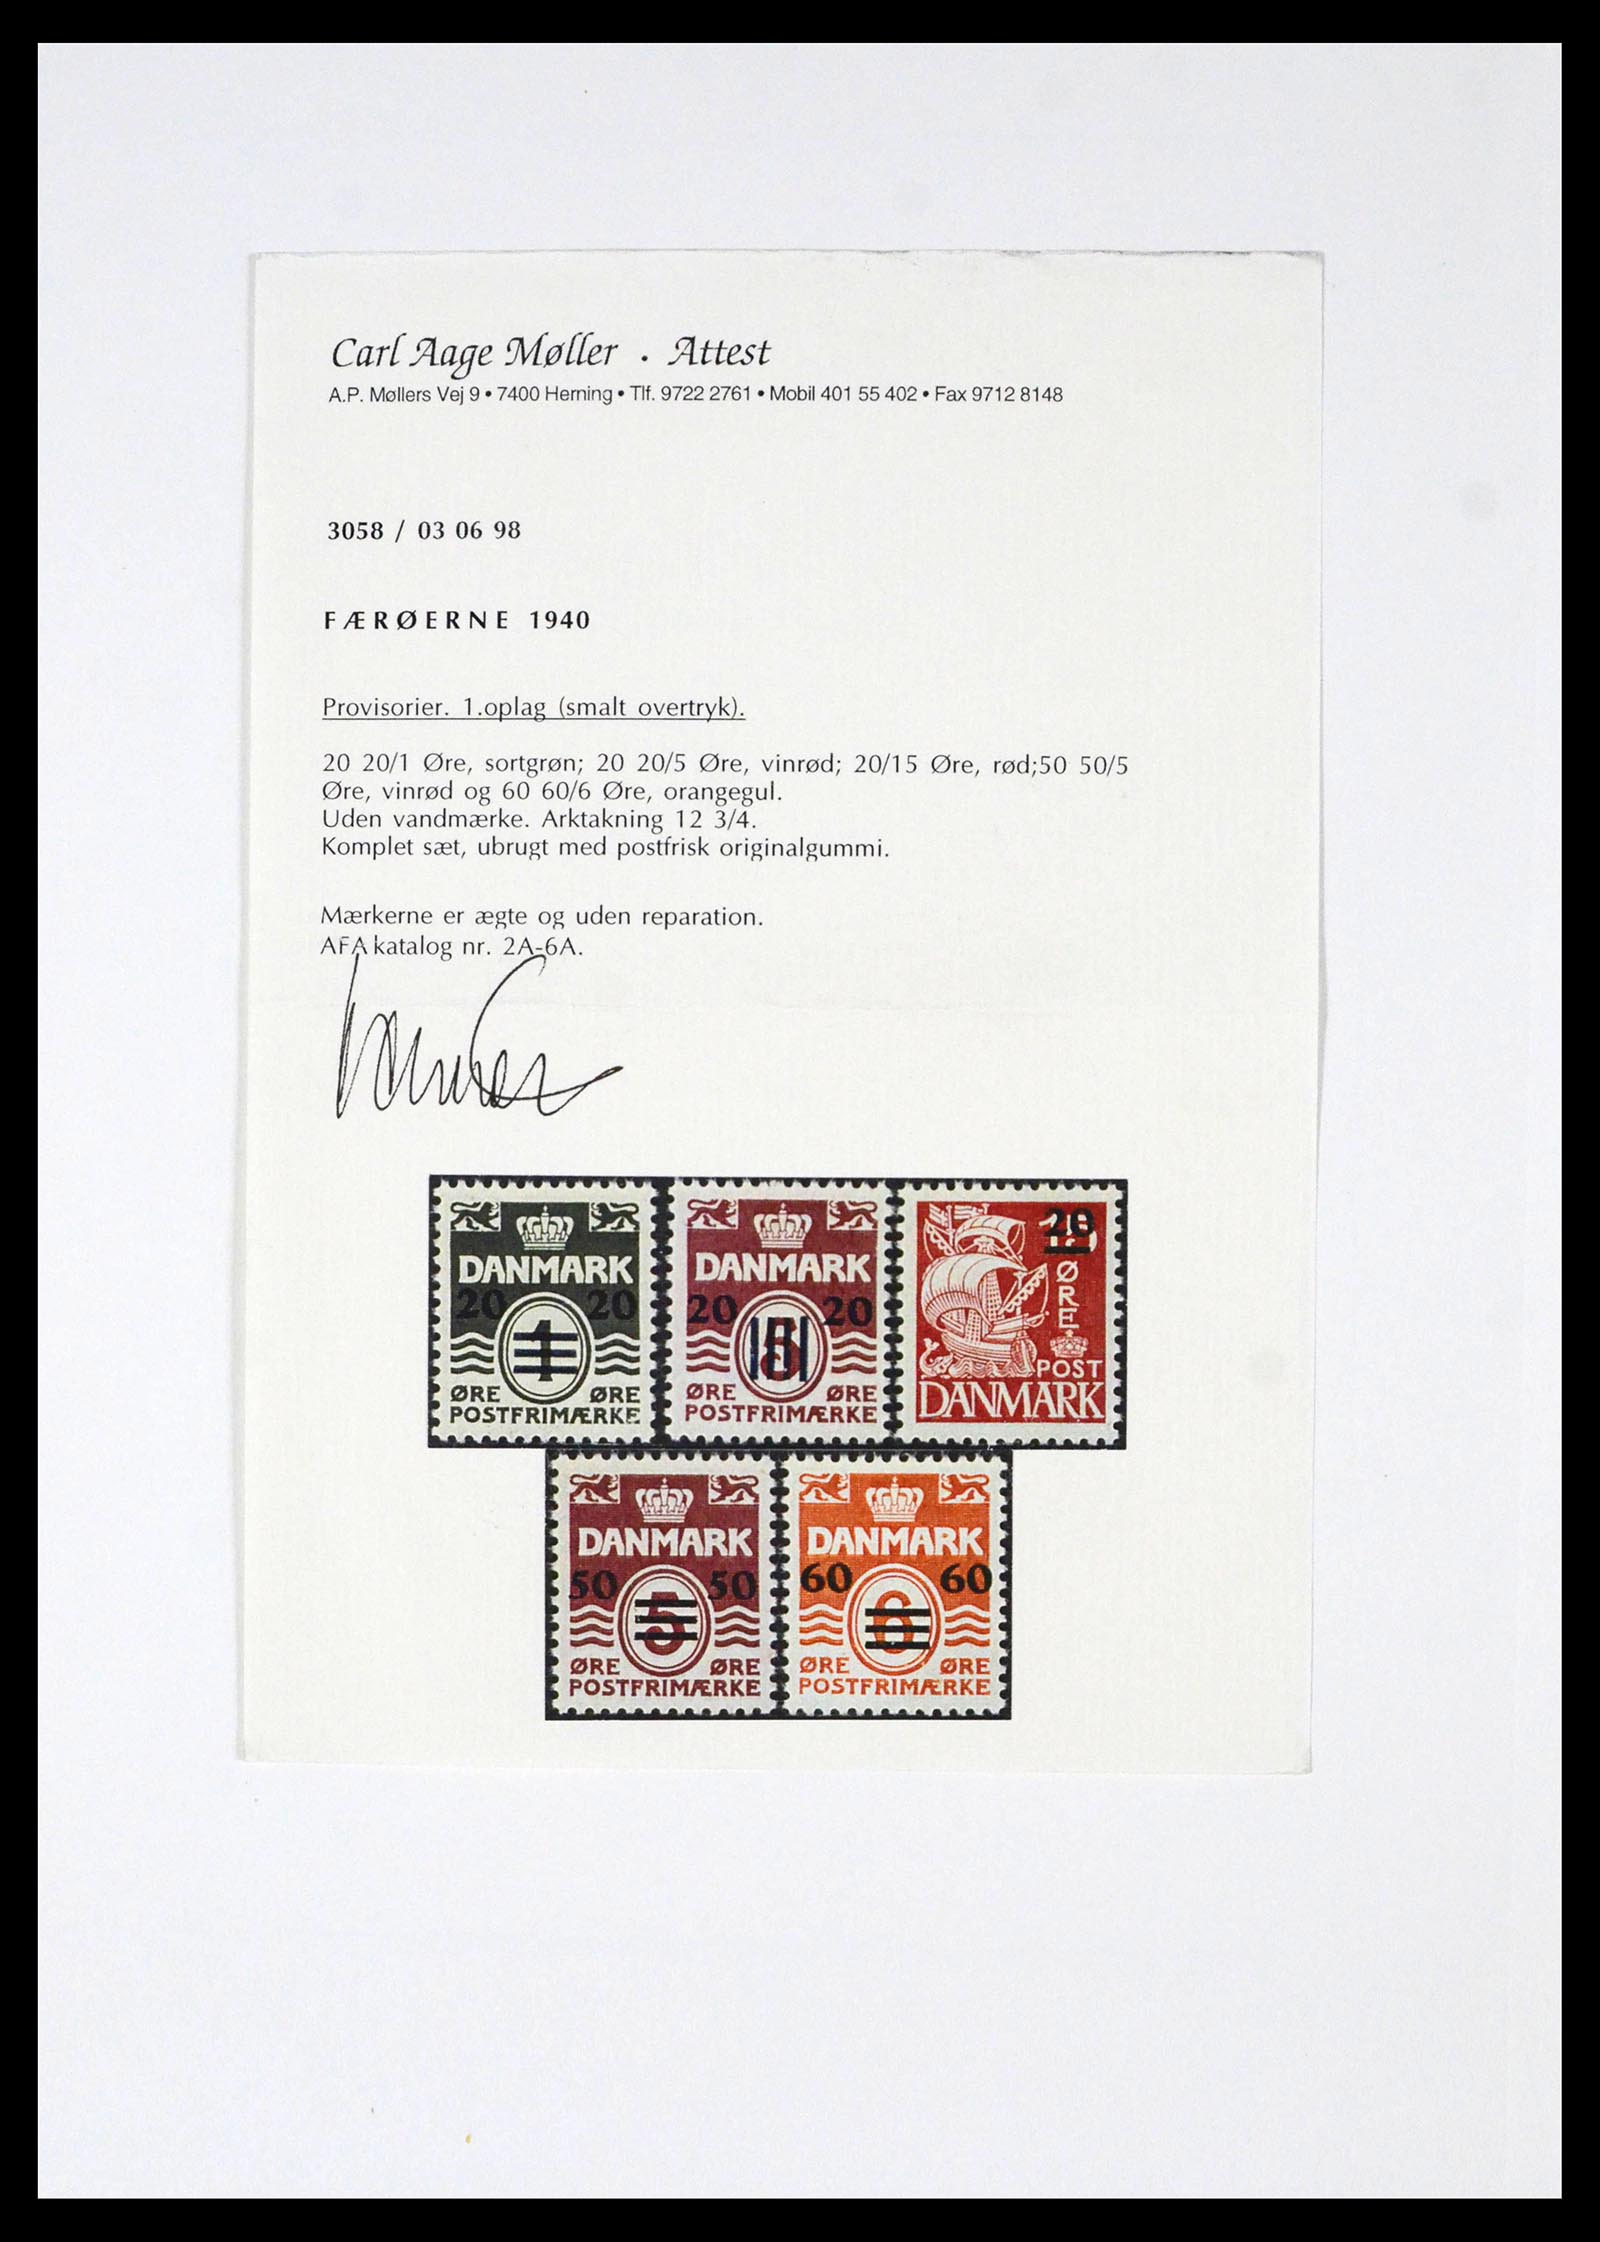 Carl Aage Møller · Attest
A.P. Møllers Vej 9 • 7400 Herning • Tlf. 9722 2761 • Mobil 401 55 402 • Fax 9712 8148
3058 / 03 06 98
FÆRØERNE 1940
Provisorier. 1.oplag (smalt overtryk).
20 20/1 Øre, sortgrøn; 20 20/5 Øre, vinrød; 20/15 Øre, rød;50 50/5
Øre, vinrød og 60 60/6 Øre, orangegul.
Uden vandmærke. Arktakning 12 3/4.
Komplet sæt, ubrugt med postfrisk originalgummi.
Mærkerne er ægte og uden reparation.
AFA katalog nr. 2A-6A.
DANMARK
20 20
1
ØRE ØRE
POSTFRIMÆRKE
DANMARK
20 20
5
ØRE ØRE
POSTFRIMÆRKE
20
15
ØRE
POST
DANMARK
DANMARK
50 50
5
ØRE ØRE
POSTFRIMÆRKE
DANMARK
60 60
6
ØRE ØRE
POSTFRIMÆRKE